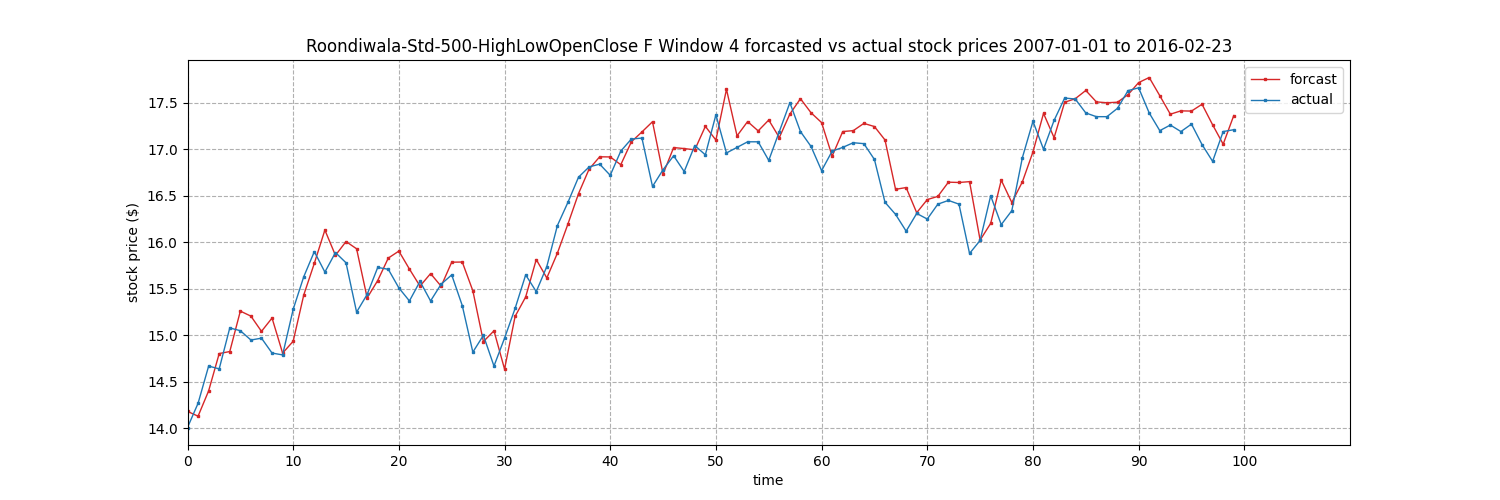 Roondiwala-Std-500-HighLowOpenClose F Window 4 forcasted vs actual stock prices 2007-01-01 to 2016-02-23
forcast
actual
17.5
17.0
16.5
16.0
15.5
15.0
14.5
14.0
stock price ($)
0 10 20 30 40 50 60 70 80 90 100
time